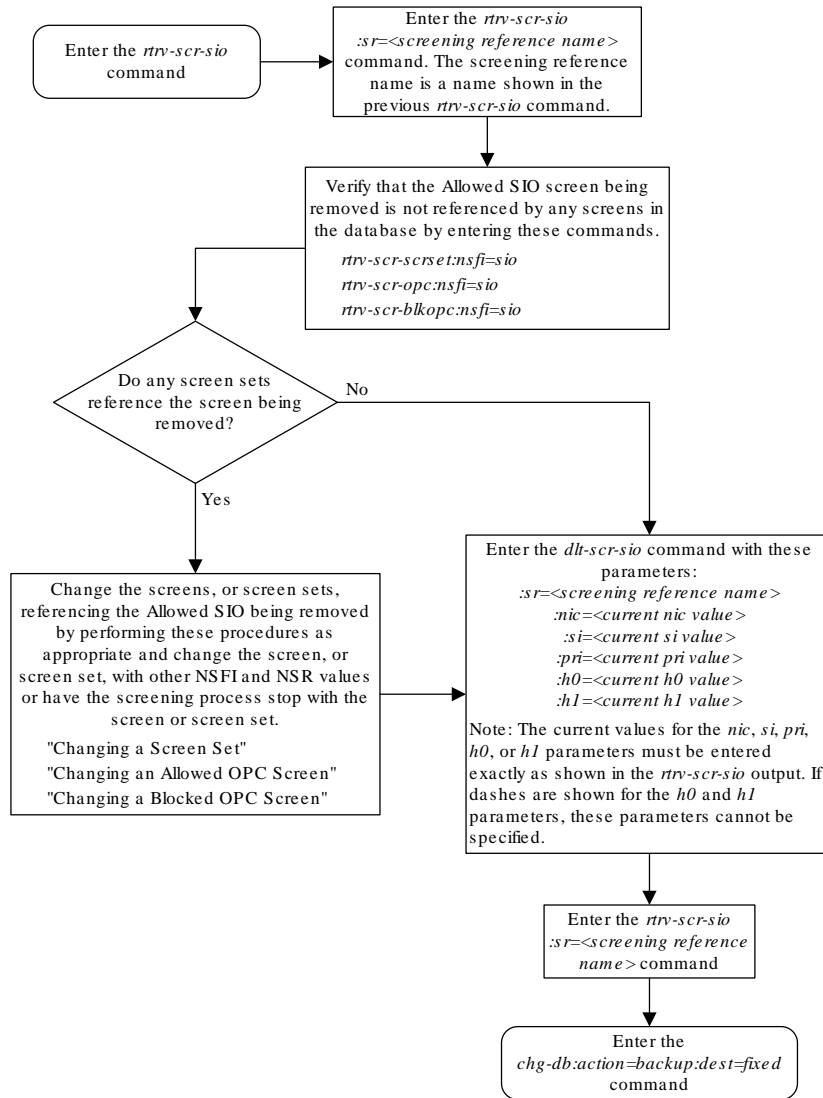 Enter the rtrv-scr-sio
command
Enter the rtrv-scr-sio
:sr=<screening reference name>
command. The screening reference
name is a name shown in the
previous rtrv-scr-sio command.
Verify that the Allowed SIO screen being
removed is not referenced by any screens in
the database by entering these commands.
rtrv-scr-scrset:nsfi=sio
rtrv-scr-opc:nsfi=sio
rtrv-scr-blkopc:nsfi=sio
Do any screen sets
reference the screen being
removed?
No
Yes
Change the screens, or screen sets,
referencing the Allowed SIO being removed
by performing these procedures as
appropriate and change the screen, or
screen set, with other NSFI and NSR values
or have the screening process stop with the
screen or screen set.
"Changing a Screen Set"
"Changing an Allowed OPC Screen"
"Changing a Blocked OPC Screen"
Enter the dlt-scr-sio command with these
parameters:
:sr=<screening reference name>
:nic=<current nic value>
:si=<current si value>
:pri=<current pri value>
:h0=<current h0 value>
:h1=<current h1 value>
Note: The current values for the nic, si, pri,
h0, or h1 parameters must be entered
exactly as shown in the rtrv-scr-sio output. If
dashes are shown for the h0 and h1
parameters, these parameters cannot be
specified.
Enter the rtrv-scr-sio
:sr=<screening reference
name> command
Enter the
chg-db:action=backup:dest=fixed
command